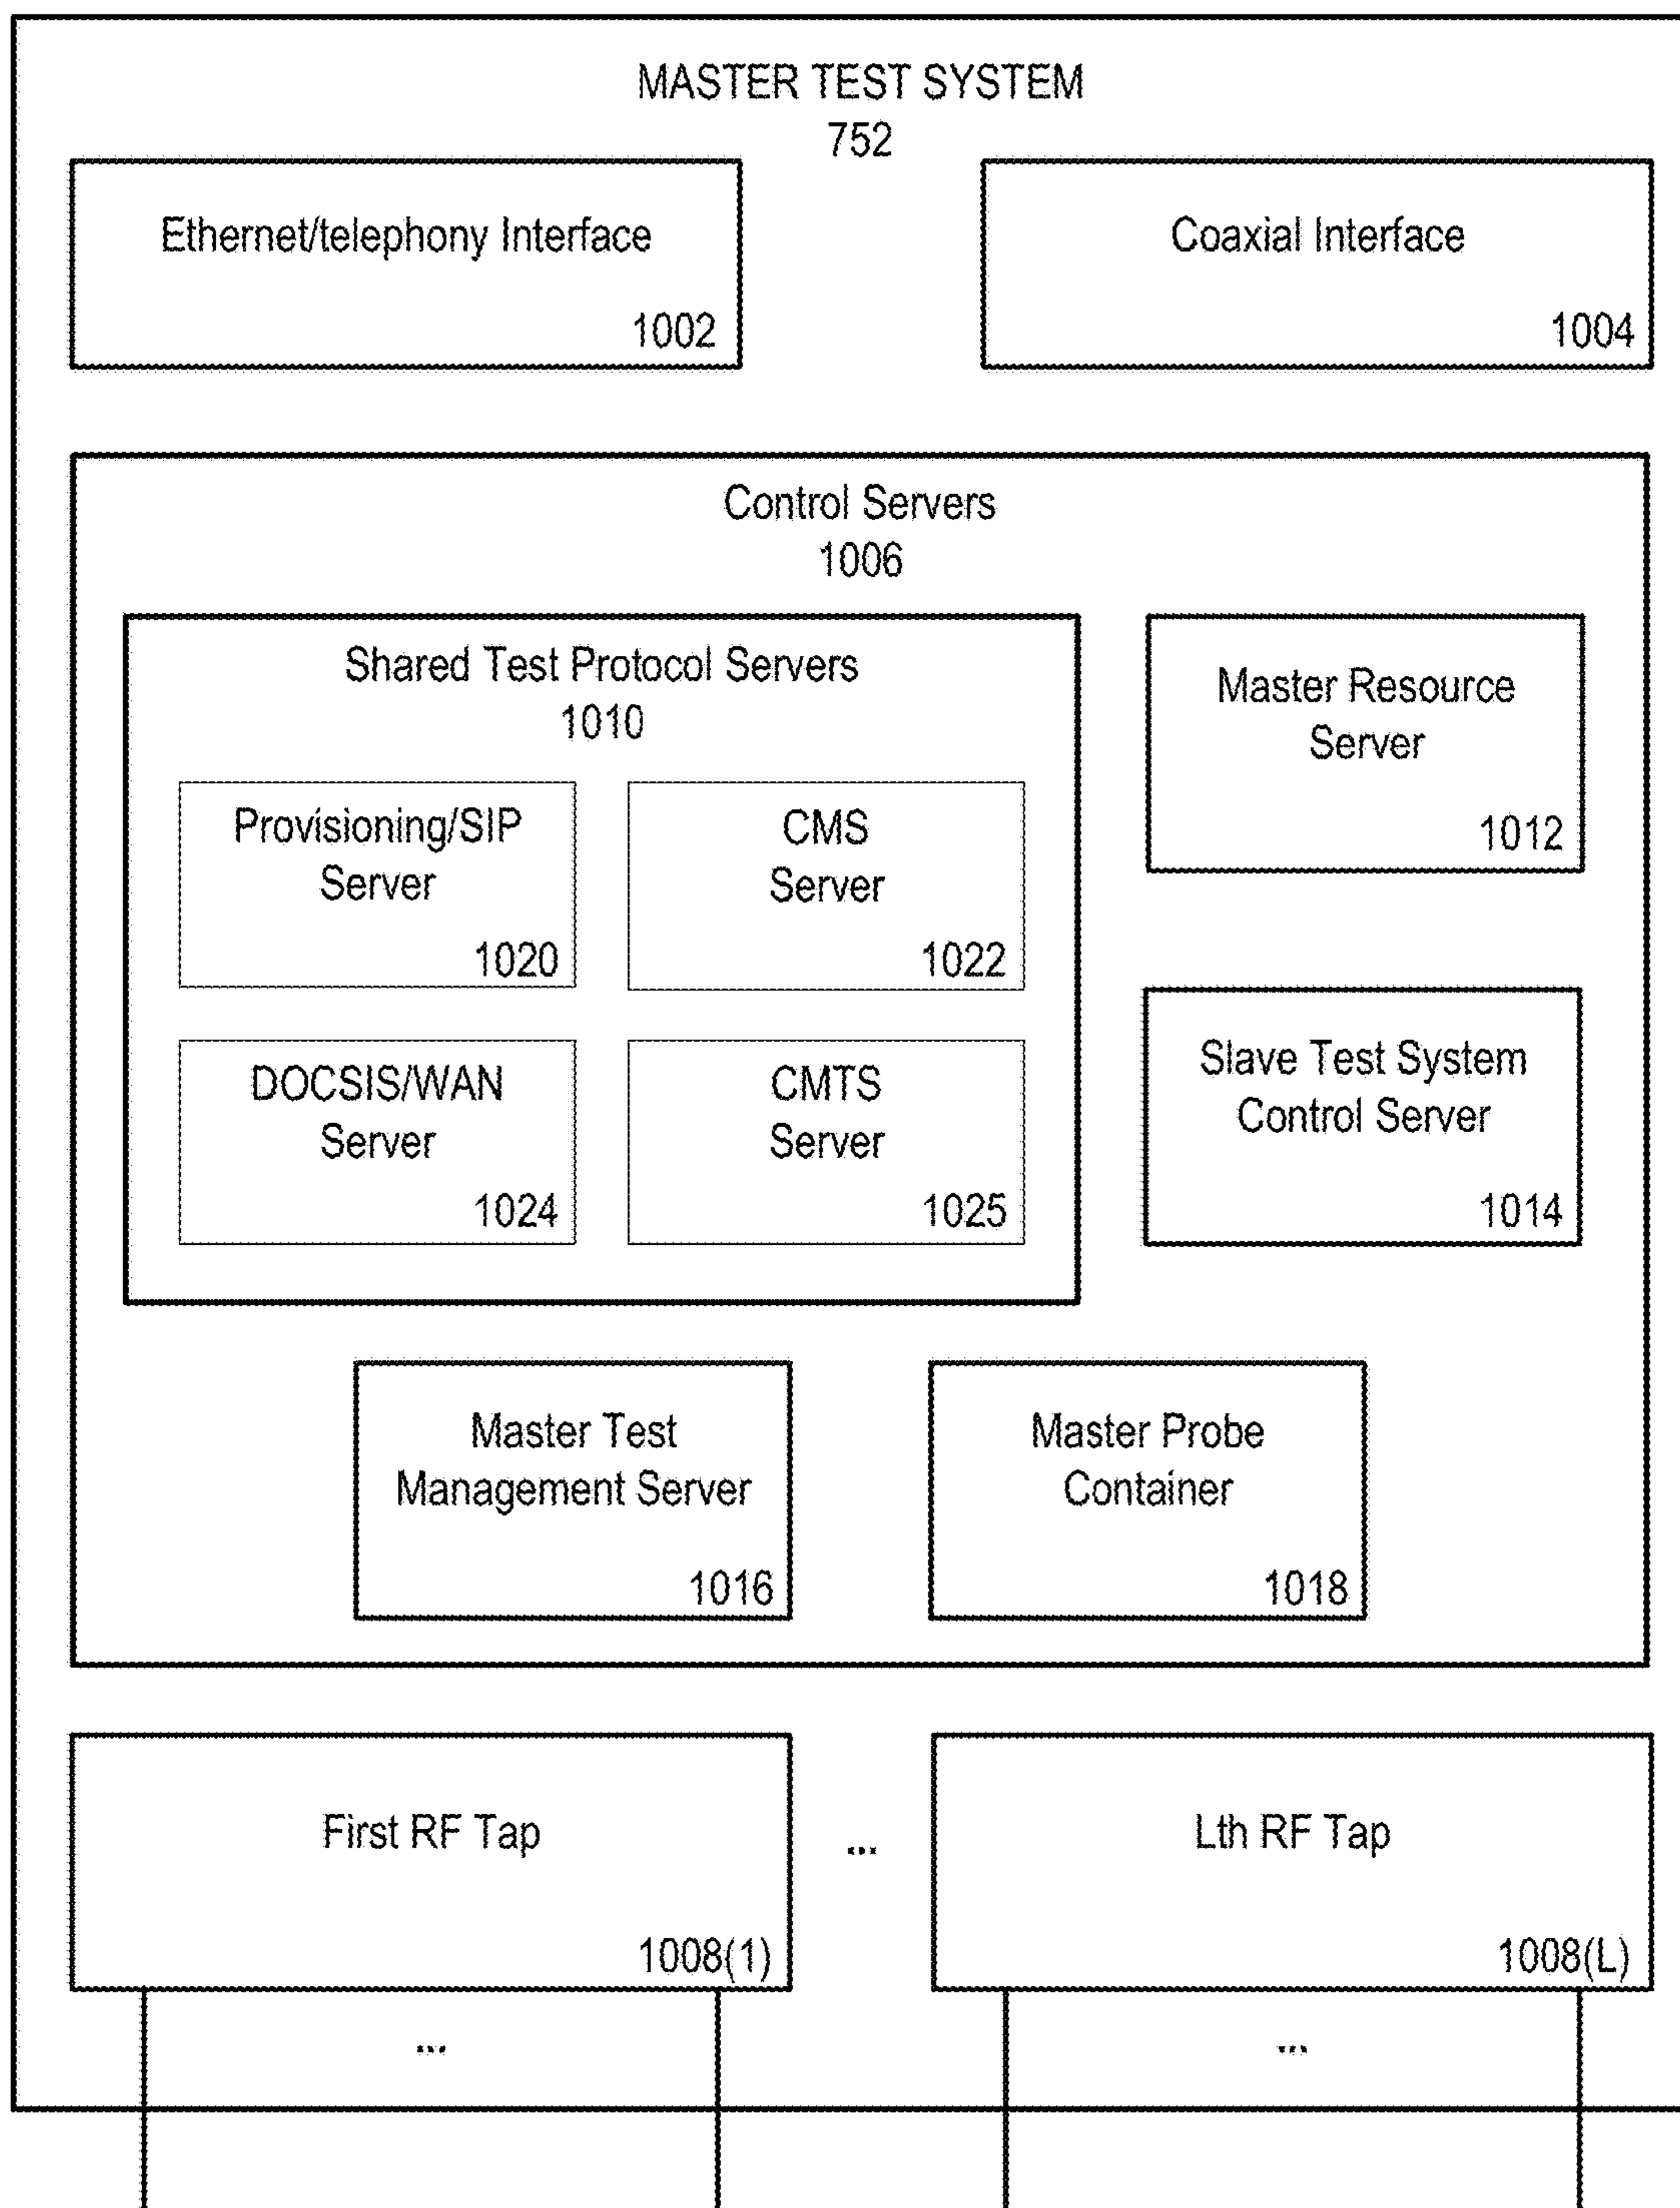 MASTER TEST SYSTEM
752
Ethernet/telephony Interface
1002
Coaxial Interface
1004
Control Servers
1006
Shared Test Protocol Servers
1010
Provisioning/SIP
Server
1020
CMS
Server
1022
DOCSIS/WAN
Server
1024
CMTS
Server
1025
Master Resource
Server
1012
Slave Test System
Control Server
1014
Master Test
Management Server
1016
Master Probe
Container
1018
First RF Tap
1008(1)
...
Lth RF Tap
1008(L)
...
...